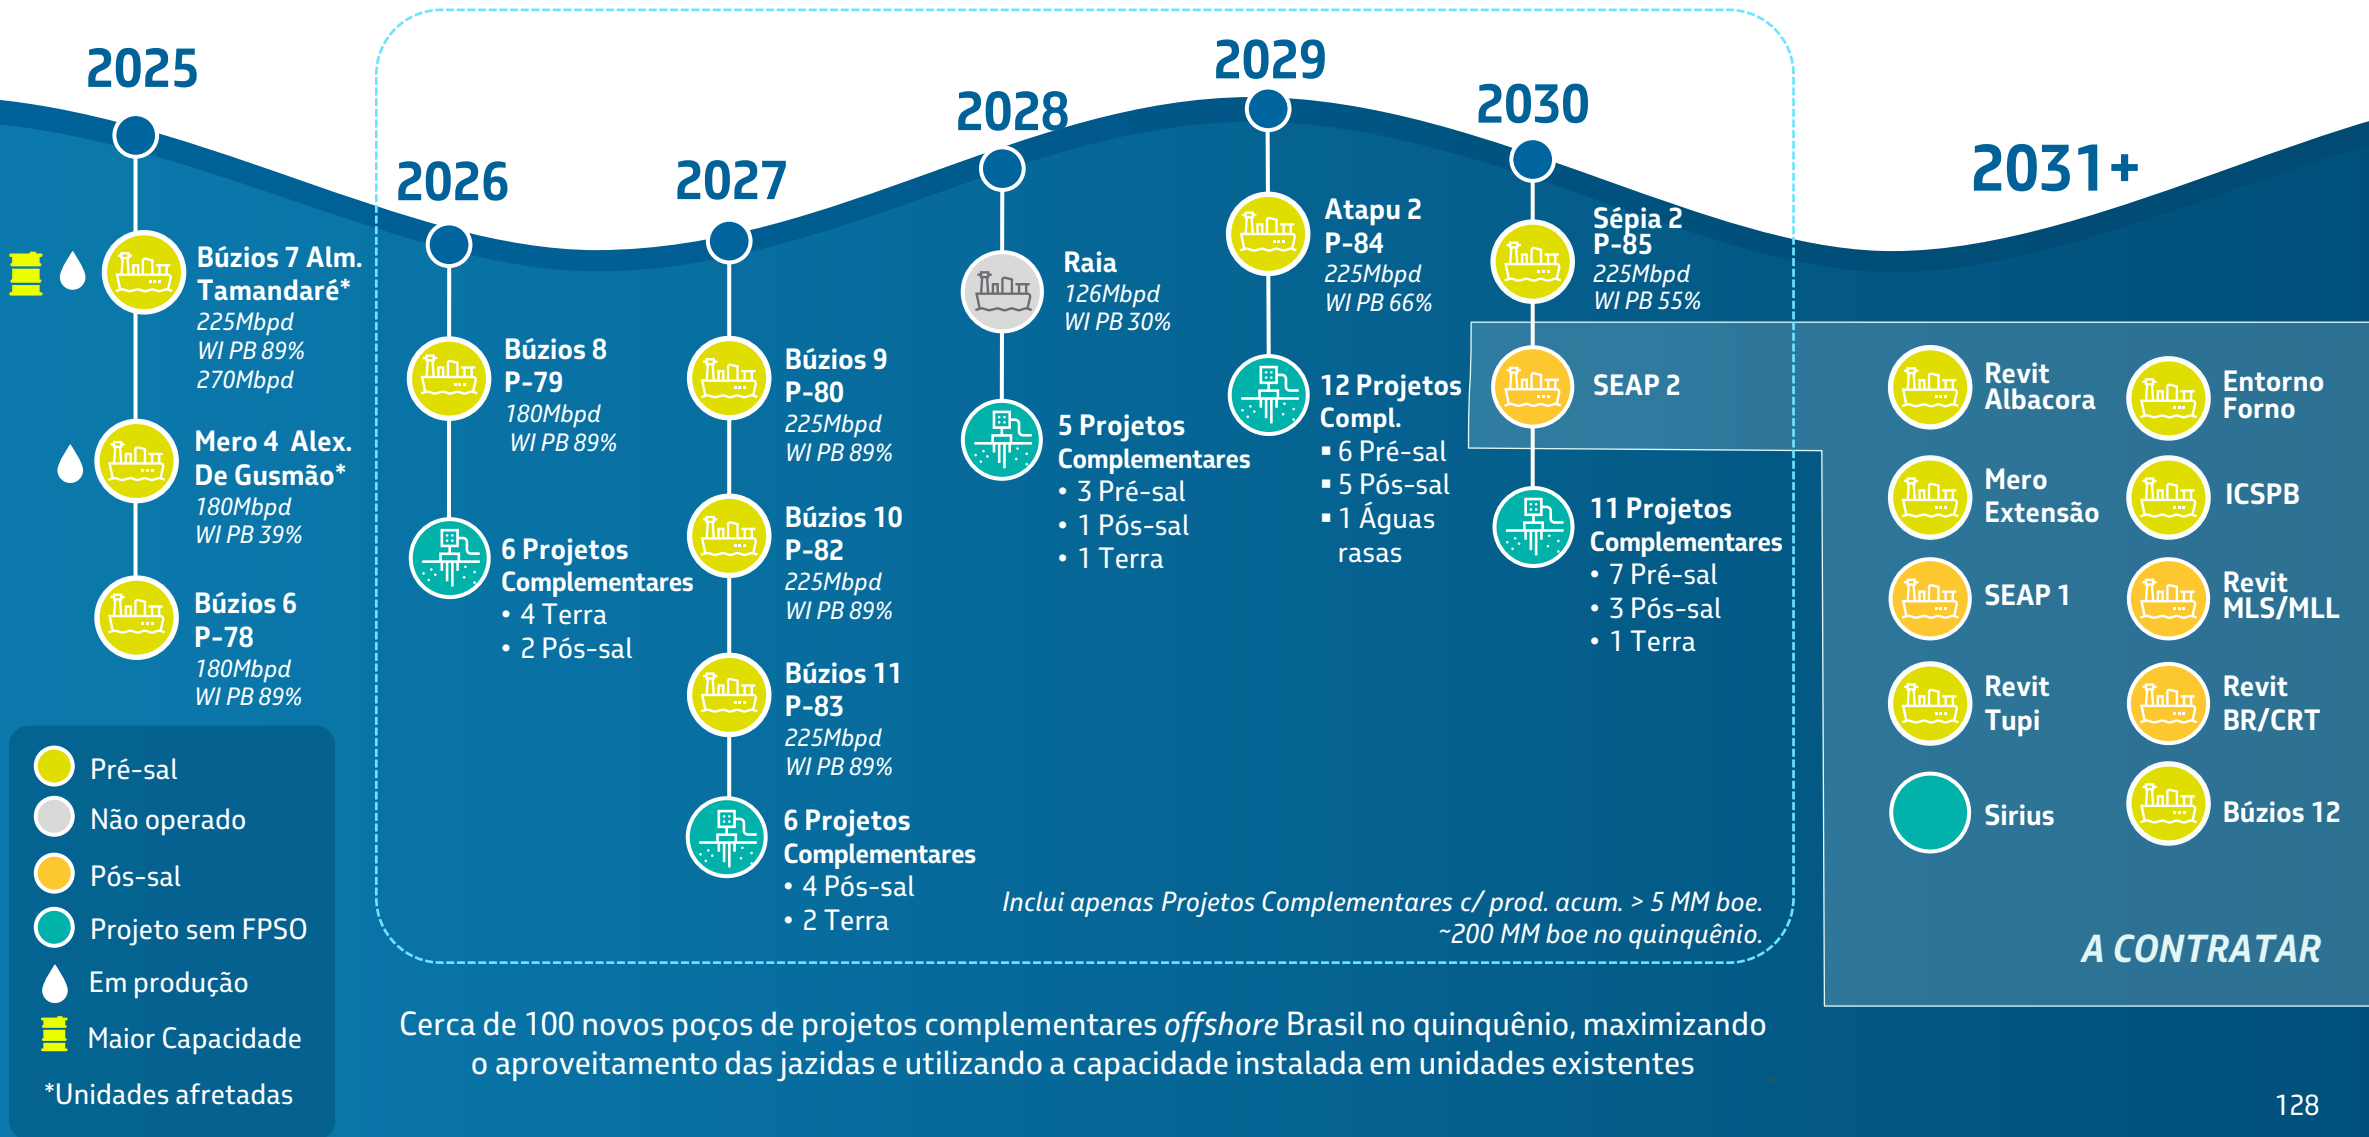 2025
Búzios 7 Alm.
Tamandaré*
225Mbpd
WI PB 89%
270Mbpd
Mero 4 Alex.
De Gusmão*
180Mbpd
WI PB 39%
Búzios 6
P-78
180Mbpd
WI PB 89%
2026
Búzios 8
P-79
180Mbpd
WI PB 89%
6 Projetos
Complementares
• 4 Terra
• 2 Pós-sal
2027
Búzios 9
P-80
225Mbpd
WI PB 89%
Búzios 10
P-82
225Mbpd
WI PB 89%
Búzios 11
P-83
225Mbpd
WI PB 89%
6 Projetos
Complementares
• 4 Pós-sal
• 2 Terra
2028
Raia
126Mbpd
WI PB 30%
5 Projetos
Complementares
• 3 Pré-sal
• 1 Pós-sal
• 1 Terra
2029
Atapu 2
P-84
225Mbpd
WI PB 66%
12 Projetos
Compl.
▪ 6 Pré-sal
▪ 5 Pós-sal
▪ 1 Águas
rasas
2030
Sépia 2
P-85
225Mbpd
WI PB 55%
SEAP 2
11 Projetos
Complementares
• 7 Pré-sal
• 3 Pós-sal
• 1 Terra
2031+
Revit
Albacora
Mero
Extensão
SEAP 1
Revit
Tupi
Sirius
Entorno
Forno
ICSPB
Revit
MLS/MLL
Revit
BR/CRT
Búzios 12
A CONTRATAR
Inclui apenas Projetos Complementares c/ prod. acum. > 5 MM boe.
~200 MM boe no quinquênio.
Pré-sal
Não operado
Pós-sal
Projeto sem FPSO
Em produção
Maior Capacidade
*Unidades afretadas
Cerca de 100 novos poços de projetos complementares offshore Brasil no quinquênio, maximizando
o aproveitamento das jazidas e utilizando a capacidade instalada em unidades existentes
128